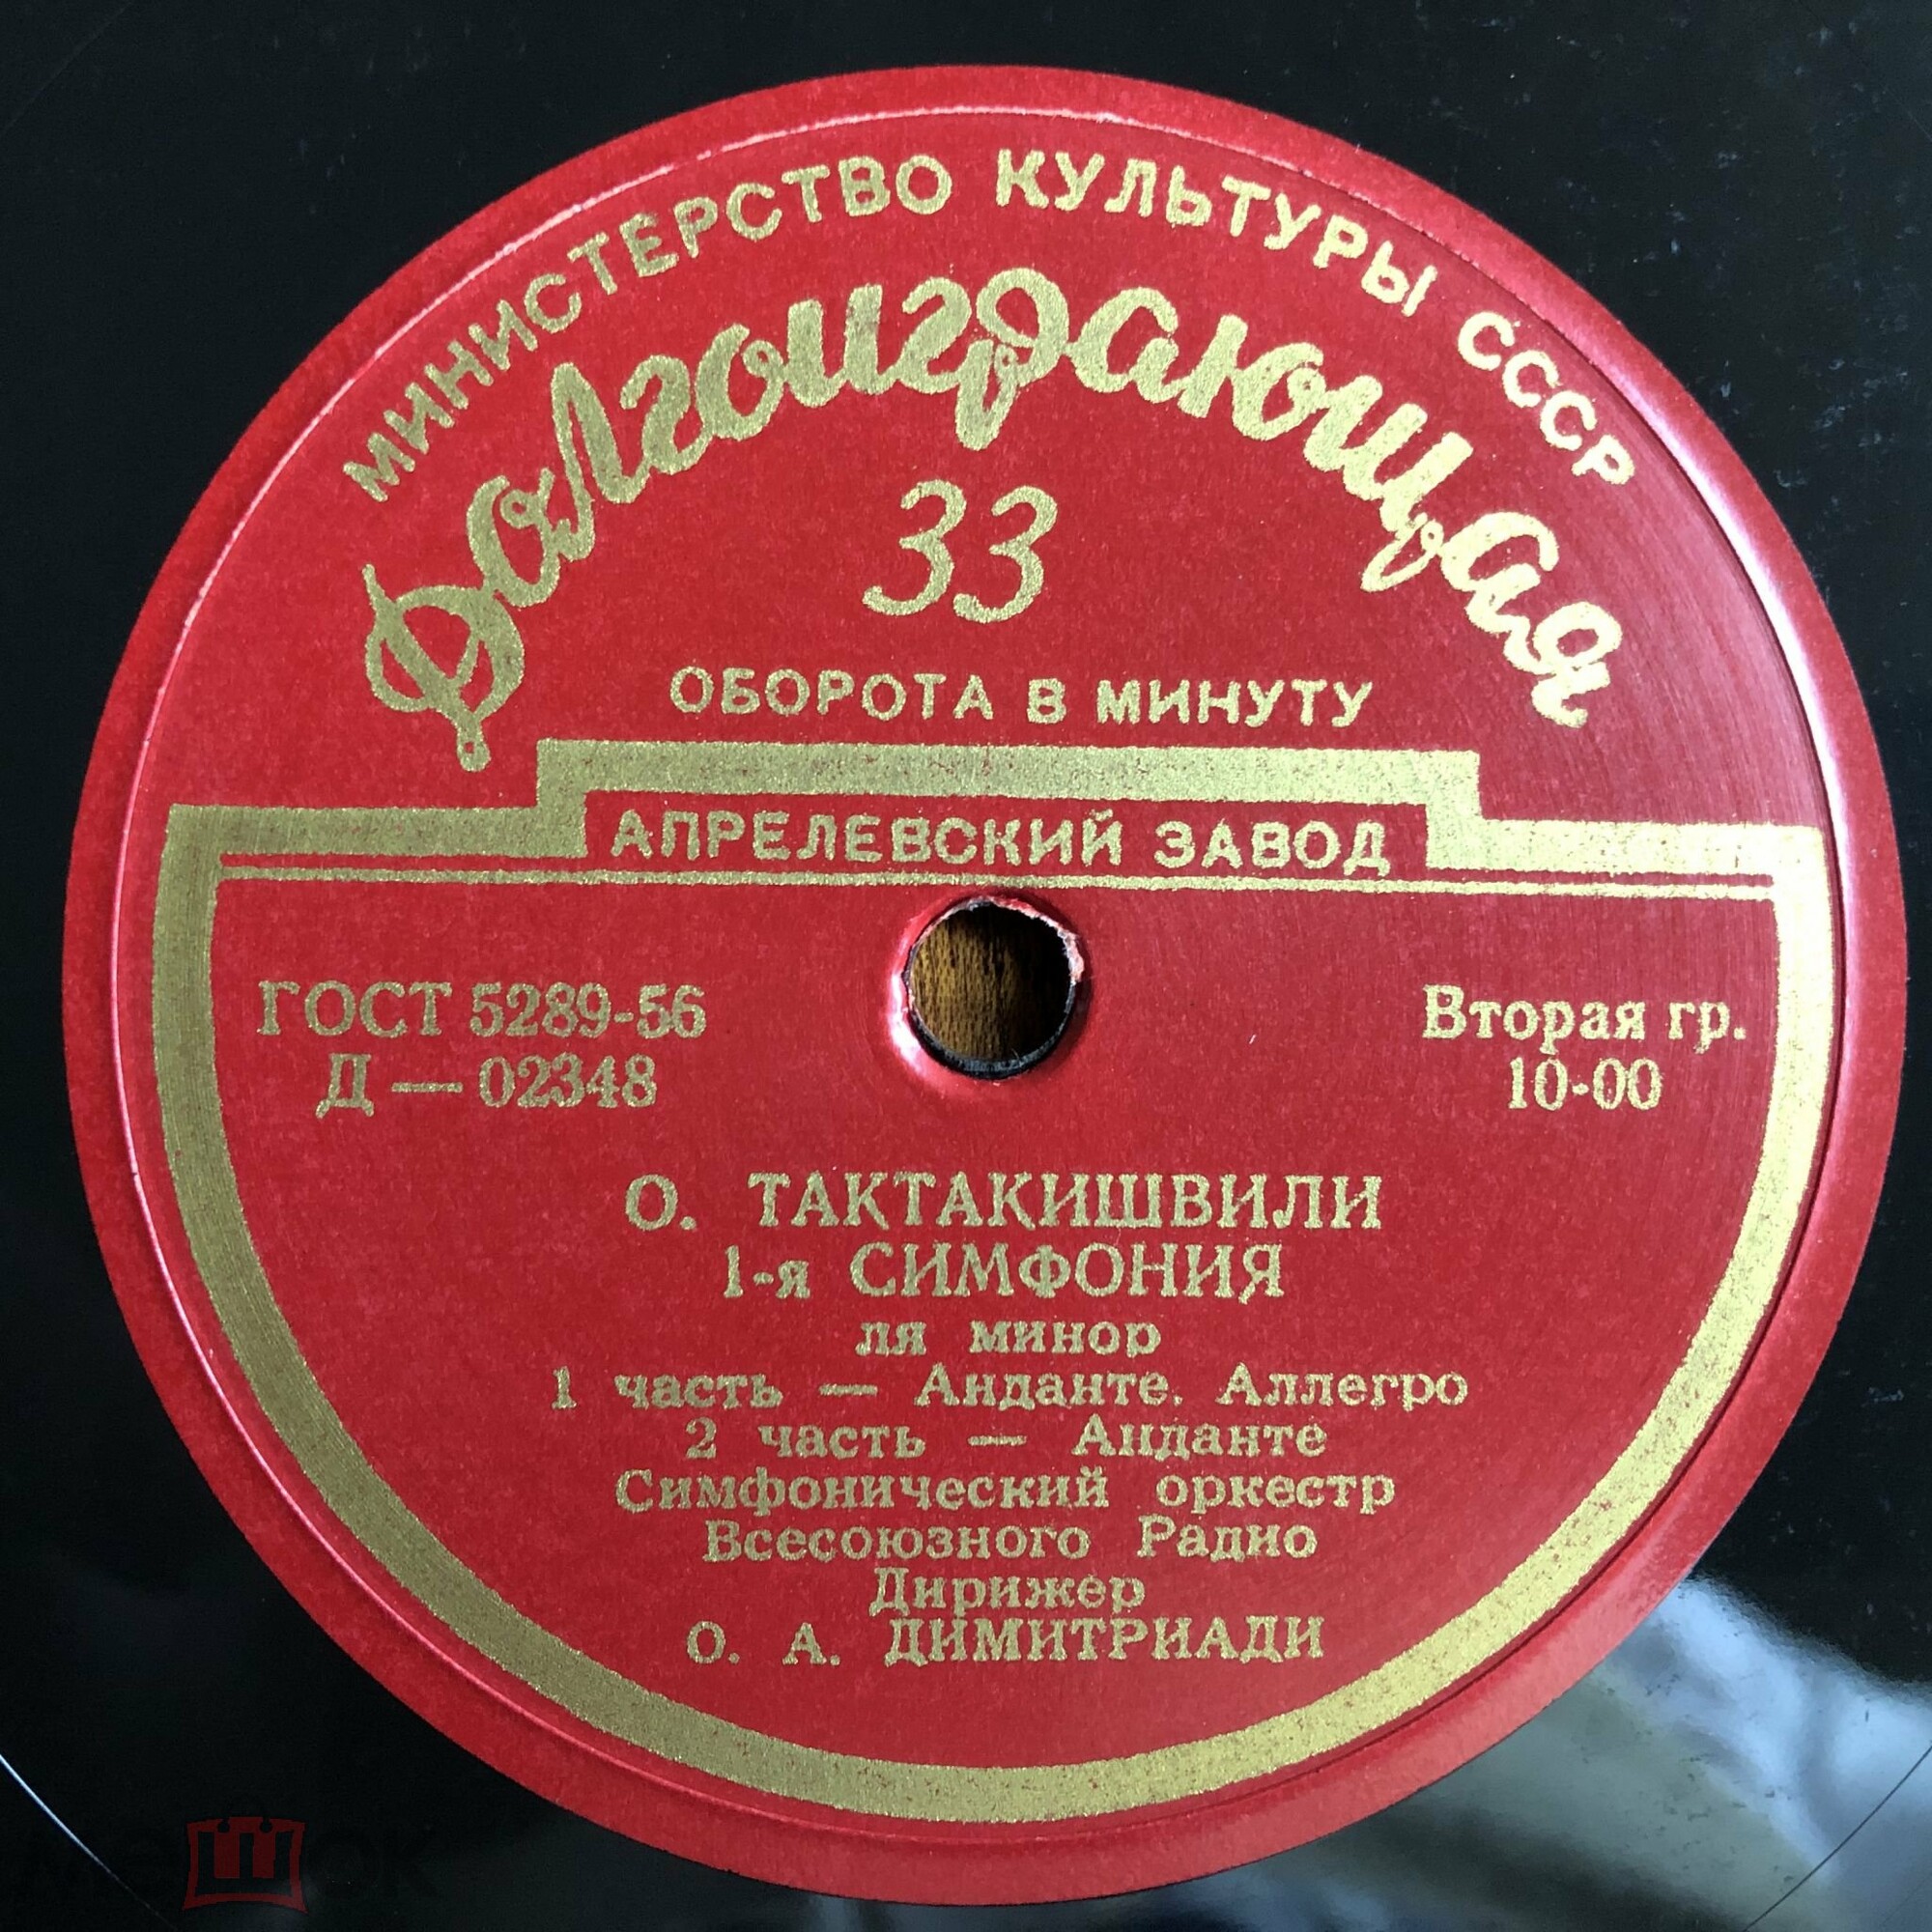 МИНИСТЕРСТВО КУЛЬТУРЫ СССР
Долгоиграющая
33
ОБОРОТА В МИНУТУ
АПРЕЛЕВСКИЙ ЗАВОД
ГОСТ 5289-56
Д — 02348
Вторая гр.
10-00
О. ТАКТАКИШВИЛИ
1-я СИМФОНИЯ
ля минор
1 часть — Анданте. Аллегро
2 часть — Анданте
Симфонический оркестр
Всесоюзного Радио
Дирижер
О. А. ДИМИТРИАДИ
мешок